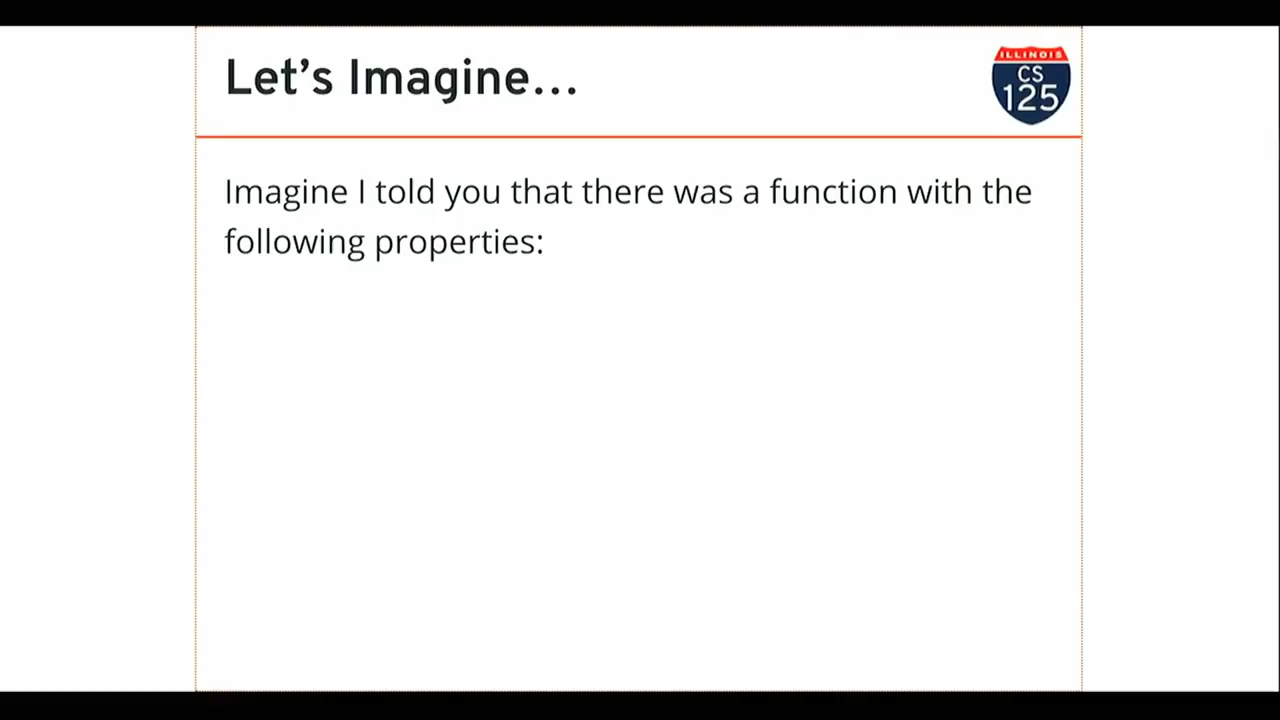 Let's Imagine...
ILLINOIS
CS
125
Imagine I told you that there was a function with the
following properties: